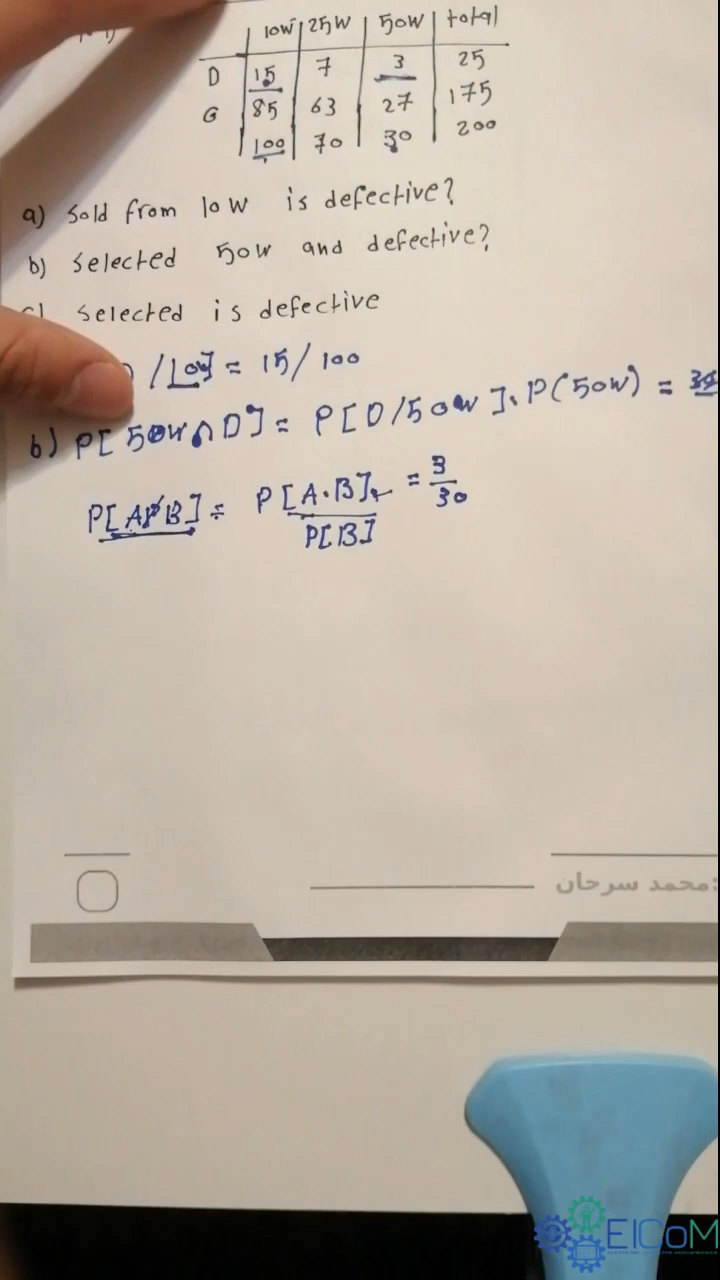 10W 25W 50W total
D 15 7 3 25
G 85 63 27 175
100 70 30 200
a) Sold from 10W is defective?
b) Selected 50W and defective?
Selected is defective
/10W] = 15/100
b) P[50W∩D] = P[D/50W].P(50W) =
P[A/B] = P[A.B] = 3/30
P[B]
محمد سرحان:
EICoM